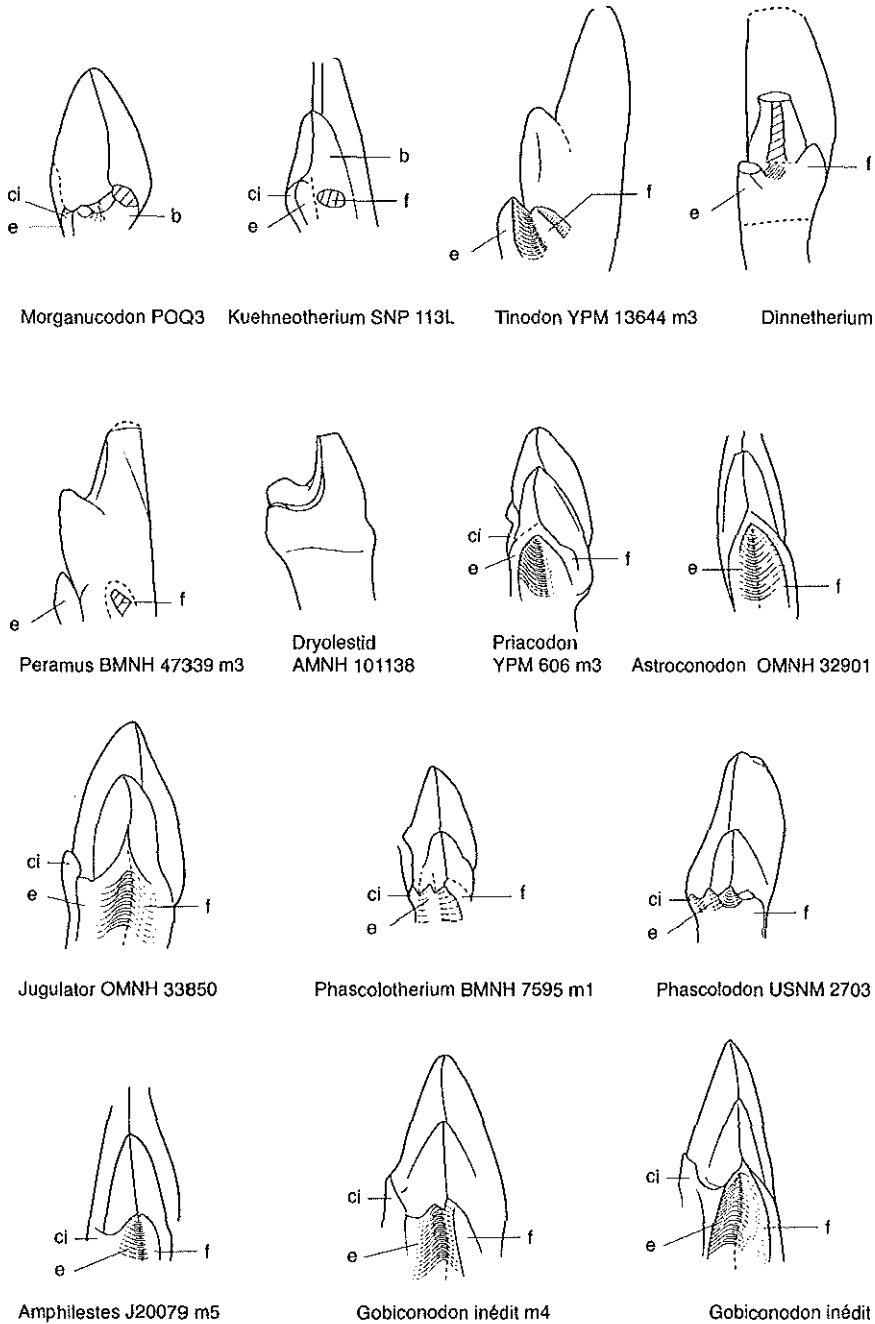 ci
e
b
Morganucodon POQ3
b
ci
e
f
Kuehneotherium SNP 113L
f
e
Tinodon YPM 13644 m3
f
e
Dinnetherium
e
f
Peramus BMNH 47339 m3
Dryolestid
AMNH 101138
ci
e
f
Priacodon
YPM 606 m3
e
f
Astroconodon OMNH 32901
ci
e
f
Jugulator OMNH 33850
ci
e
f
Phascolotherium BMNH 7595 m1
ci
e
f
Phascolodon USNM 2703
ci
e
f
Amphilestes J20079 m5
ci
e
f
Gobiconodon inédit m4
ci
e
f
Gobiconodon inédit